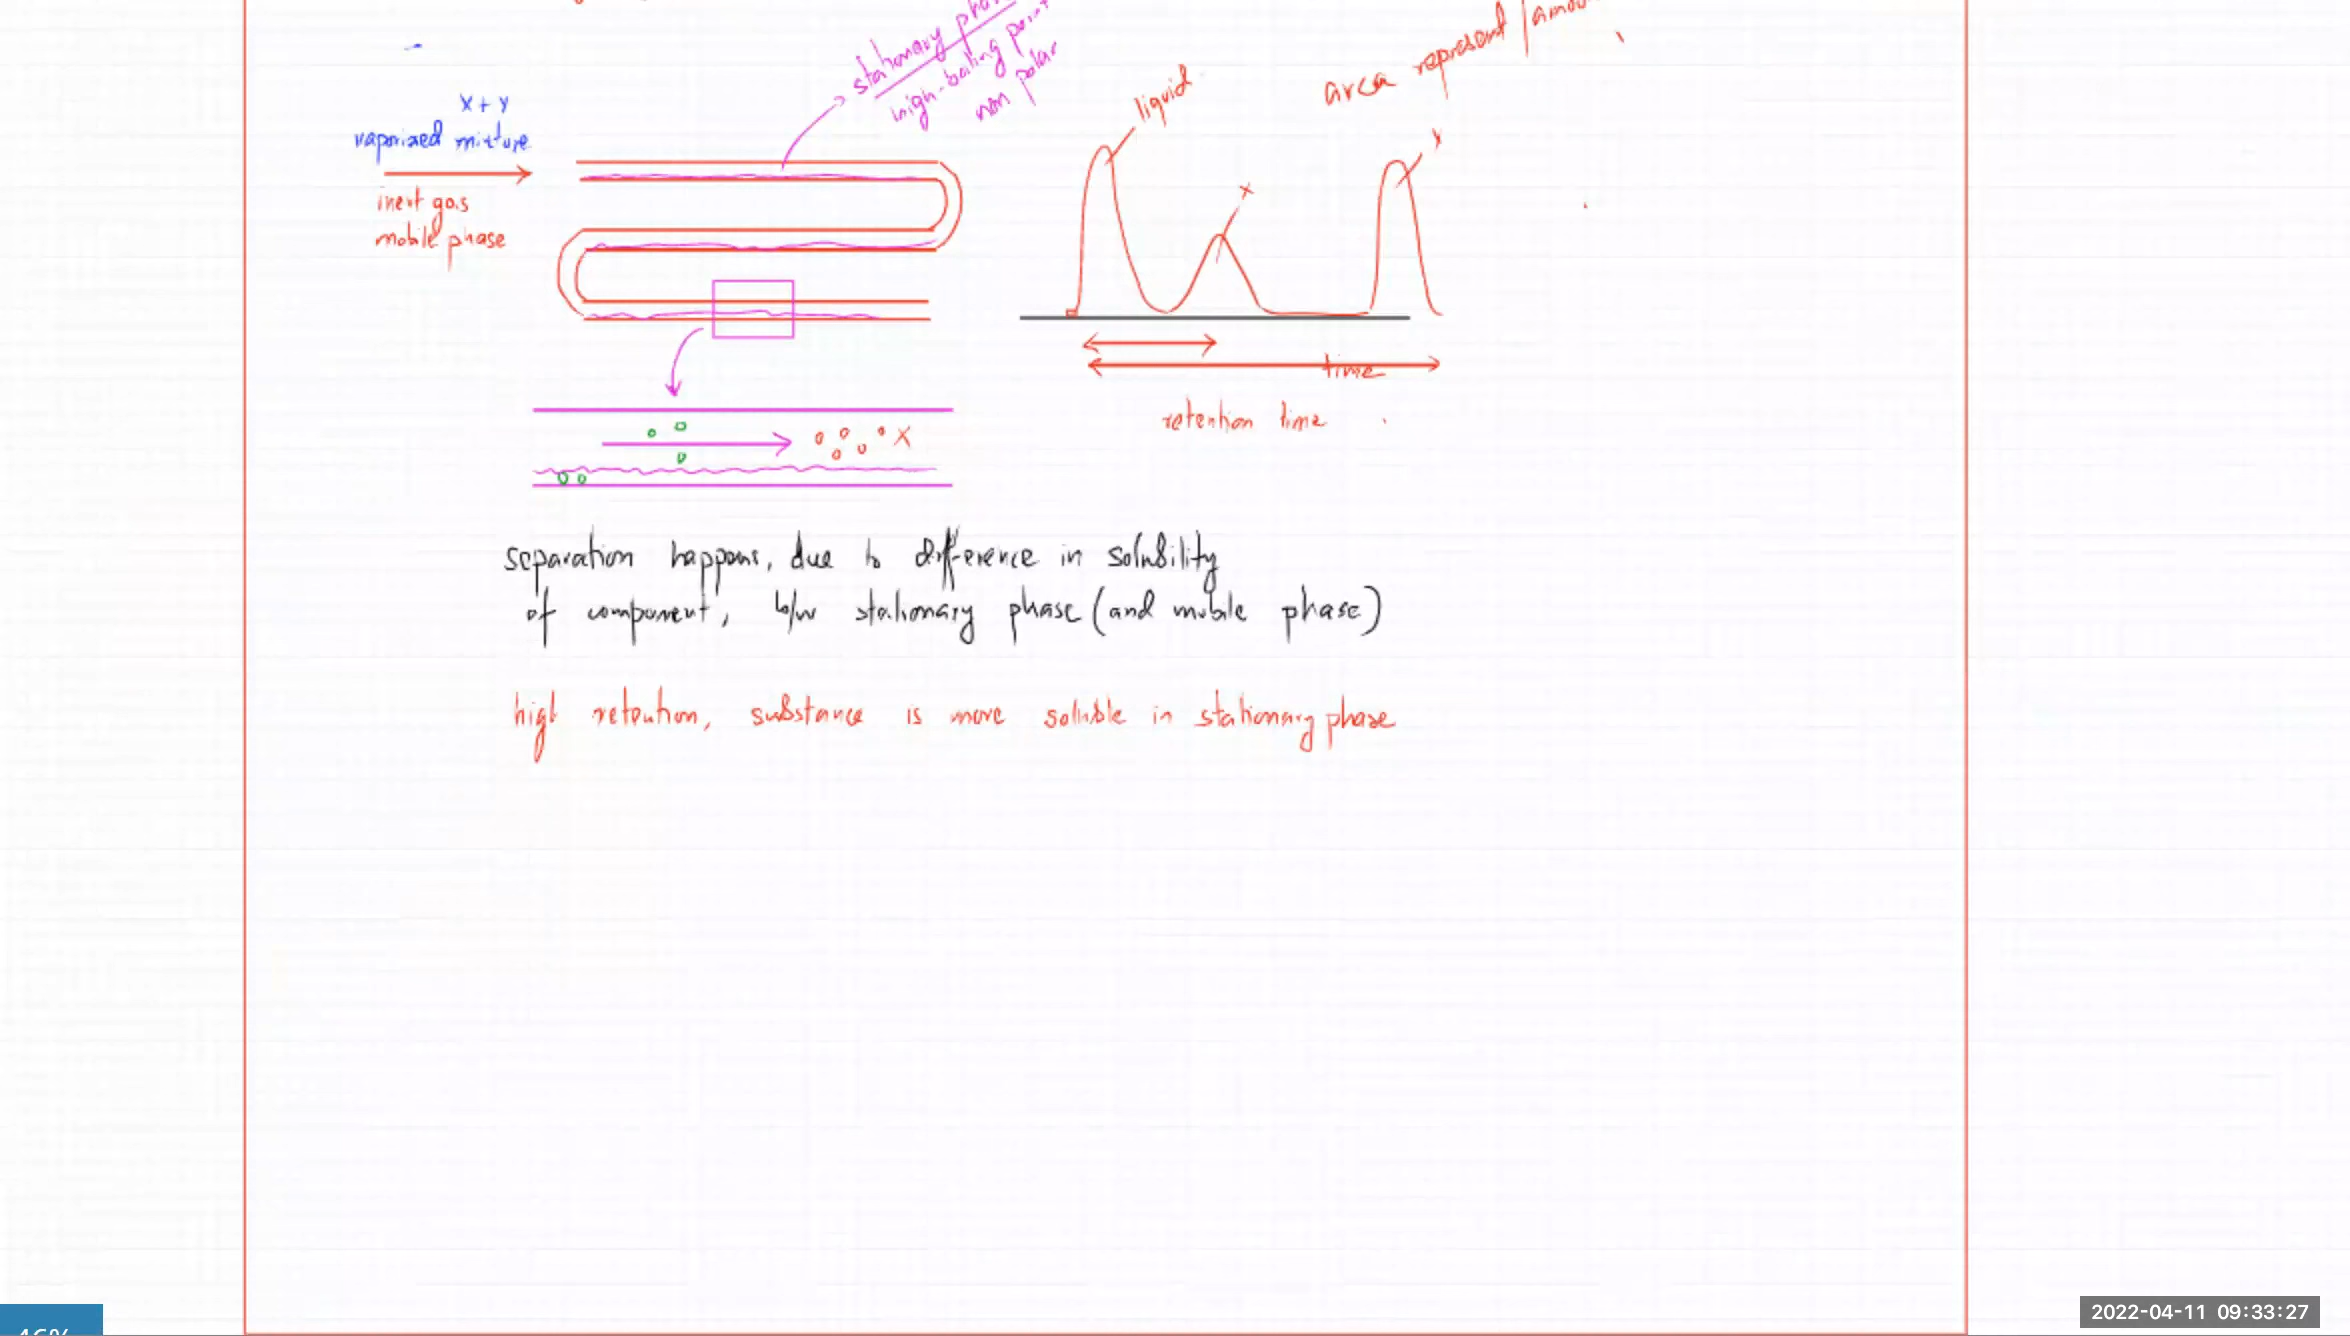 stationary phas
high-boiling point
non polar
liquid
area represent / amou
x + y
vaporized mixture
inert gas
mobile phase
x
Y
time
retention time
X
separation happens, due to difference in solubility
of component, b/w stationary phase (and mobile phase)
high retention, substance is more soluble in stationary phase
46%
2022-04-11 09:33:27